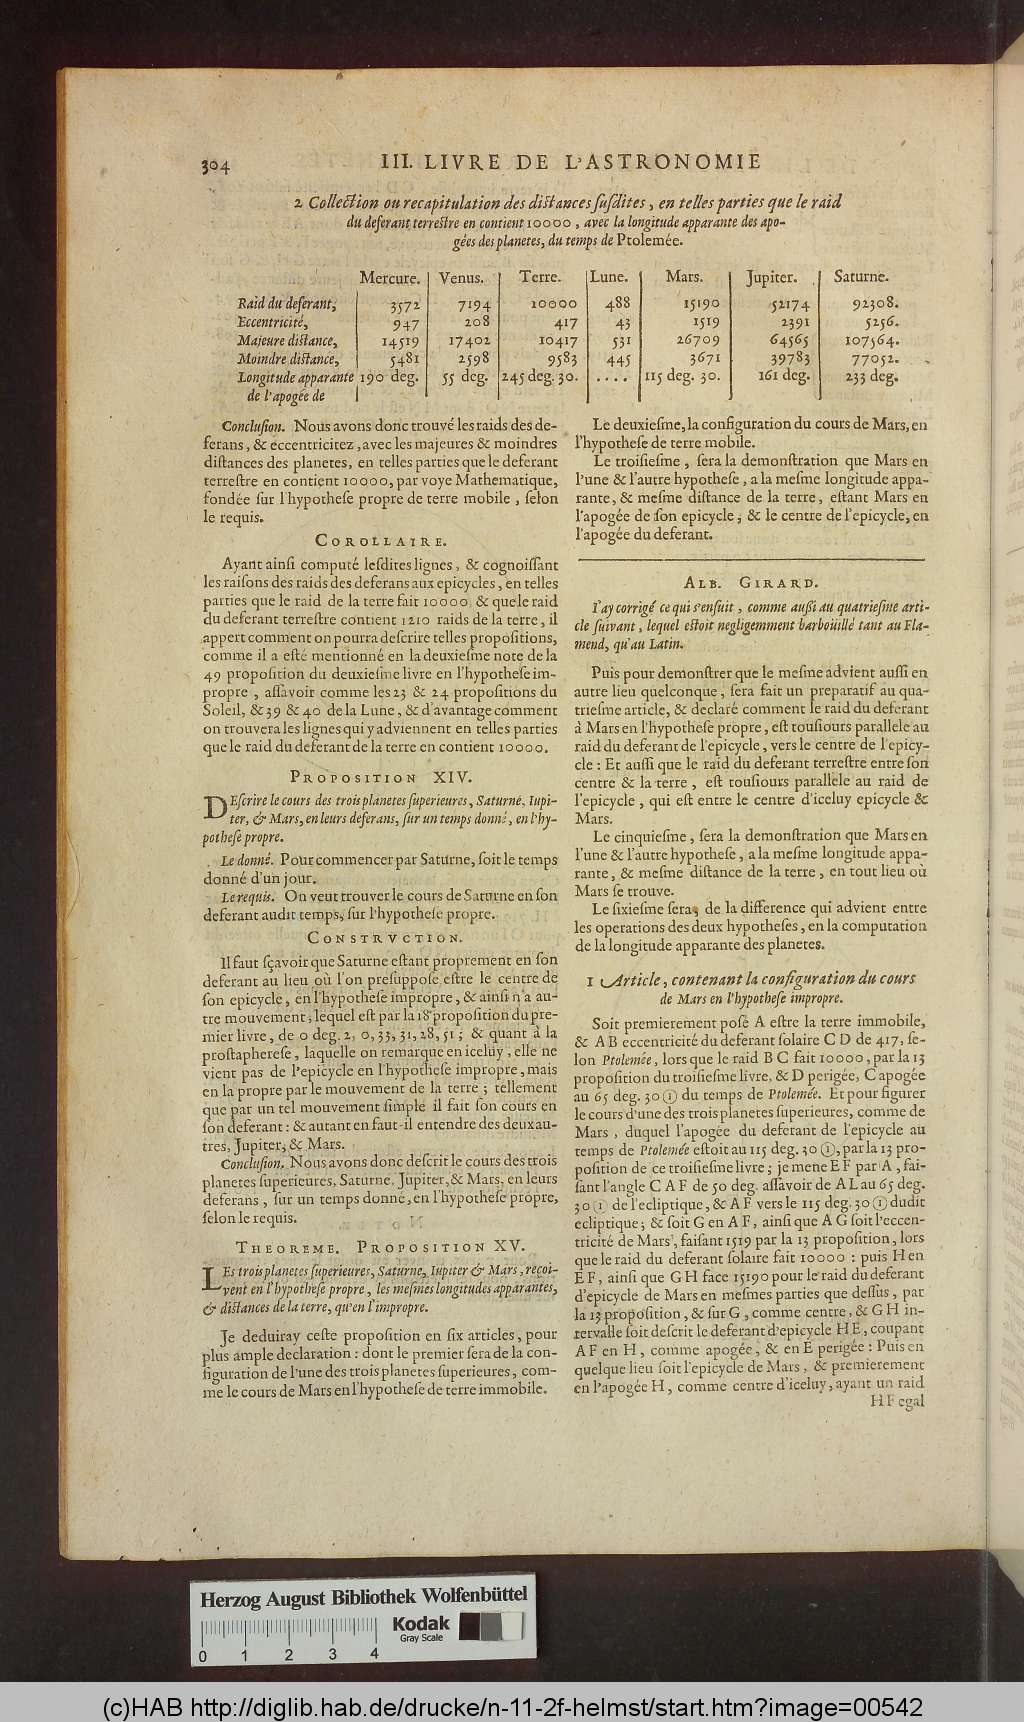 304
III. LIVRE DE L'ASTRONOMIE
2 Collection ou recapitulation des distances susdites, en telles parties que le raid
du deferant terrestre en contient 10000, avec la longitude apparante des apo-
gées des planetes, du temps de Ptolemée.
Mercure. Venus. Terre. Lune. Mars. Jupiter. Saturne.
Raid du deferant, 3572 7194 10000 488 15190 52174 92308.
Eccentricité, 947 208 417 43 1519 2391 5256.
Majeure distance, 14519 17402 10417 531 26709 64565 107564.
Moindre distance, 5481 2598 9583 445 3671 39783 77052.
Longitude apparante 190 deg. 55 deg. 245 deg. 30. .... 115 deg. 30. 161 deg. 233 deg.
de l'apogée de
Conclusion. Nous avons donc trouvé les raids des de-
ferans, & eccentricitez, avec les majeures & moindres
distances des planetes, en telles parties que le deferant
terrestre en contient 10000, par voye Mathematique,
fondée sur l'hypothese propre de terre mobile, selon
le requis.
COROLLAIRE.
Ayant ainsi computé lesdites lignes, & cognoissant
les raisons des raids des deferans aux epicycles, en telles
parties que le raid de la terre fait 10000 & que le raid
du deferant terrestre contient 1210 raids de la terre, il
appert comment on pourra descrire telles propositions,
comme il a esté mentionné en la deuxiesme note de la
49 proposition du deuxiesme livre en l'hypothese im-
propre, assavoir comme les 23 & 24 propositions du
Soleil, & 39 & 40 de la Lune, & d'avantage comment
on trouvera les lignes qui y adviennent en telles parties
que le raid du deferant de la terre en contient 10000.
PROPOSITION XIV.
DEscrire le cours des trois planetes superieures, Saturne, Iupi-
ter, & Mars, en leurs deferans, sur un temps donné, en l'hy-
pothese propre.
Le donné. Pour commencer par Saturne, soit le temps
donné d'un jour.
Le requis. On veut trouver le cours de Saturne en son
deferant audit temps, sur l'hypothese propre.
CONSTRVCTION.
Il faut sçavoir que Saturne estant proprement en son
deferant au lieu où l'on presuppose estre le centre de
son epicycle, en l'hypothese impropre, & ainsi n'a au-
tre mouvement, lequel est par la 18 proposition du pre-
mier livre, de 0 deg. 2, 0, 33, 31, 28, 51; & quant à la
prostapherese, laquelle on remarque en iceluy, elle ne
vient pas de l'epicycle en l'hypothese impropre, mais
en la propre par le mouvement de la terre; tellement
que par un tel mouvement simple il fait son cours en
son deferant: & autant en faut-il entendre des deux au-
tres, Jupiter, & Mars.
Conclusion. Nous avons donc descrit le cours des trois
planetes superieures, Saturne, Jupiter, & Mars, en leurs
deferans, sur un temps donné, en l'hypothese propre,
selon le requis.
THEOREME. PROPOSITION XV.
LEs trois planetes superieures, Saturne, Iupiter & Mars, reçoi-
vent en l'hypothese propre, les mesmes longitudes apparantes,
& distances de la terre, qu'en l'impropre.
Je deduiray ceste proposition en six articles, pour
plus ample declaration: dont le premier sera de la con-
figuration de l'une des trois planetes superieures, com-
me le cours de Mars en l'hypothese de terre immobile.
Le deuxiesme, la configuration du cours de Mars, en
l'hypothese de terre mobile.
Le troisiesme, sera la demonstration que Mars en
l'une & l'autre hypothese, a la mesme longitude appa-
rante, & mesme distance de la terre, estant Mars en
l'apogée de son epicycle, & le centre de l'epicycle, en
l'apogée du deferant.
ALB. GIRARD.
I'ay corrigé ce qui s'ensuit, comme aussi au quatriesme arti-
cle suivant, lequel estoit negligemment barboüillé tant au Fla-
mend, qu'au Latin.
Puis pour demonstrer que le mesme advient aussi en
autre lieu quelconque, sera fait un preparatif au qua-
triesme article, & declaré comment le raid du deferant
à Mars en l'hypothese propre, est tousiours parallele au
raid du deferant de l'epicycle, vers le centre de l'epicy-
cle: Et aussi que le raid du deferant terrestre entre son
centre & la terre, est tousiours parallele au raid de
l'epicycle, qui est entre le centre d'iceluy epicycle &
Mars.
Le cinquiesme, sera la demonstration que Mars en
l'une & l'autre hypothese, a la mesme longitude appa-
rante, & mesme distance de la terre, en tout lieu où
Mars se trouve.
Le sixiesme sera, de la difference qui advient entre
les operations des deux hypotheses, en la computation
de la longitude apparante des planetes.
1 Article, contenant la configuration du cours
de Mars en l'hypothese impropre.
Soit premierement posé A estre la terre immobile,
& AB eccentricité du deferant solaire CD de 417, se-
lon Ptolemée, lors que le raid BC fait 10000, par la 13
proposition du troisiesme livre, & D perigée, C apogée
au 65 deg. 30 ① du temps de Ptolemée. Et pour figurer
le cours d'une des trois planetes superieures, comme de
Mars, duquel l'apogée du deferant de l'epicycle au
temps de Ptolemée estoit au 115 deg. 30 ①, par la 13 pro-
position de ce troisiesme livre; je mene EF par A, fai-
sant l'angle CAF de 50 deg. assavoir de AL au 65 deg.
30 ① de l'ecliptique, & AF vers le 115 deg. 30 ① dudit
ecliptique; & soit G en AF, ainsi que AG soit l'eccen-
tricité de Mars, faisant 1519 par la 13 proposition, lors
que le raid du deferant solaire fait 10000: puis H en
EF, ainsi que GH face 15190 pour le raid du deferant
d'epicycle de Mars en mesmes parties que dessus, par
la 13 proposition, & sur G, comme centre, & GH in-
tervalle soit descrit le deferant d'epicycle HE, coupant
AF en H, comme apogée, & en E perigée: Puis en
quelque lieu soit l'epicycle de Mars, & premierement
en l'apogée H, comme centre d'iceluy, ayant un raid
HF egal
Herzog August Bibliothek Wolfenbüttel
Kodak
Gray Scale
0 1 2 3 4
(c)HAB http://diglib.hab.de/drucke/n-11-2f-helmst/start.htm?image=00542